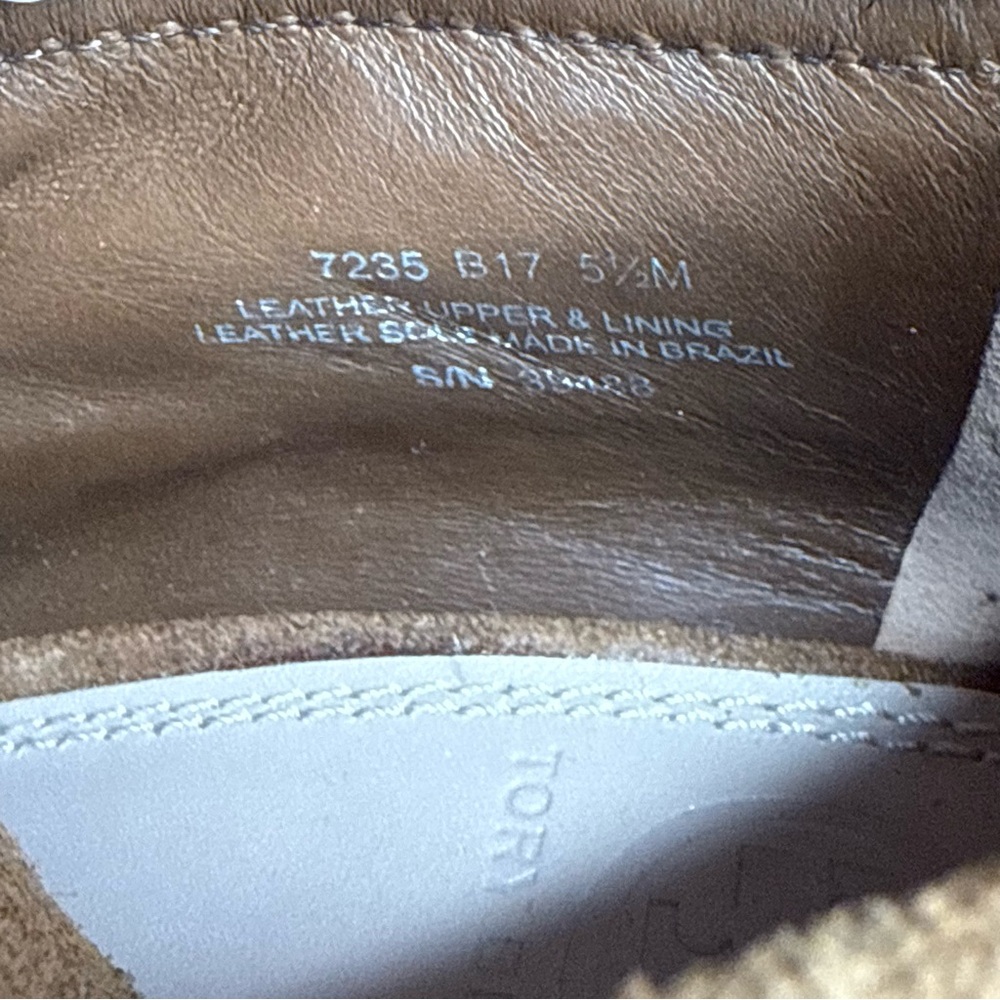 7235 B17 5½M
LEATHER UPPER & LINING
LEATHER SOLE MADE IN BRAZIL
S/N
TORY